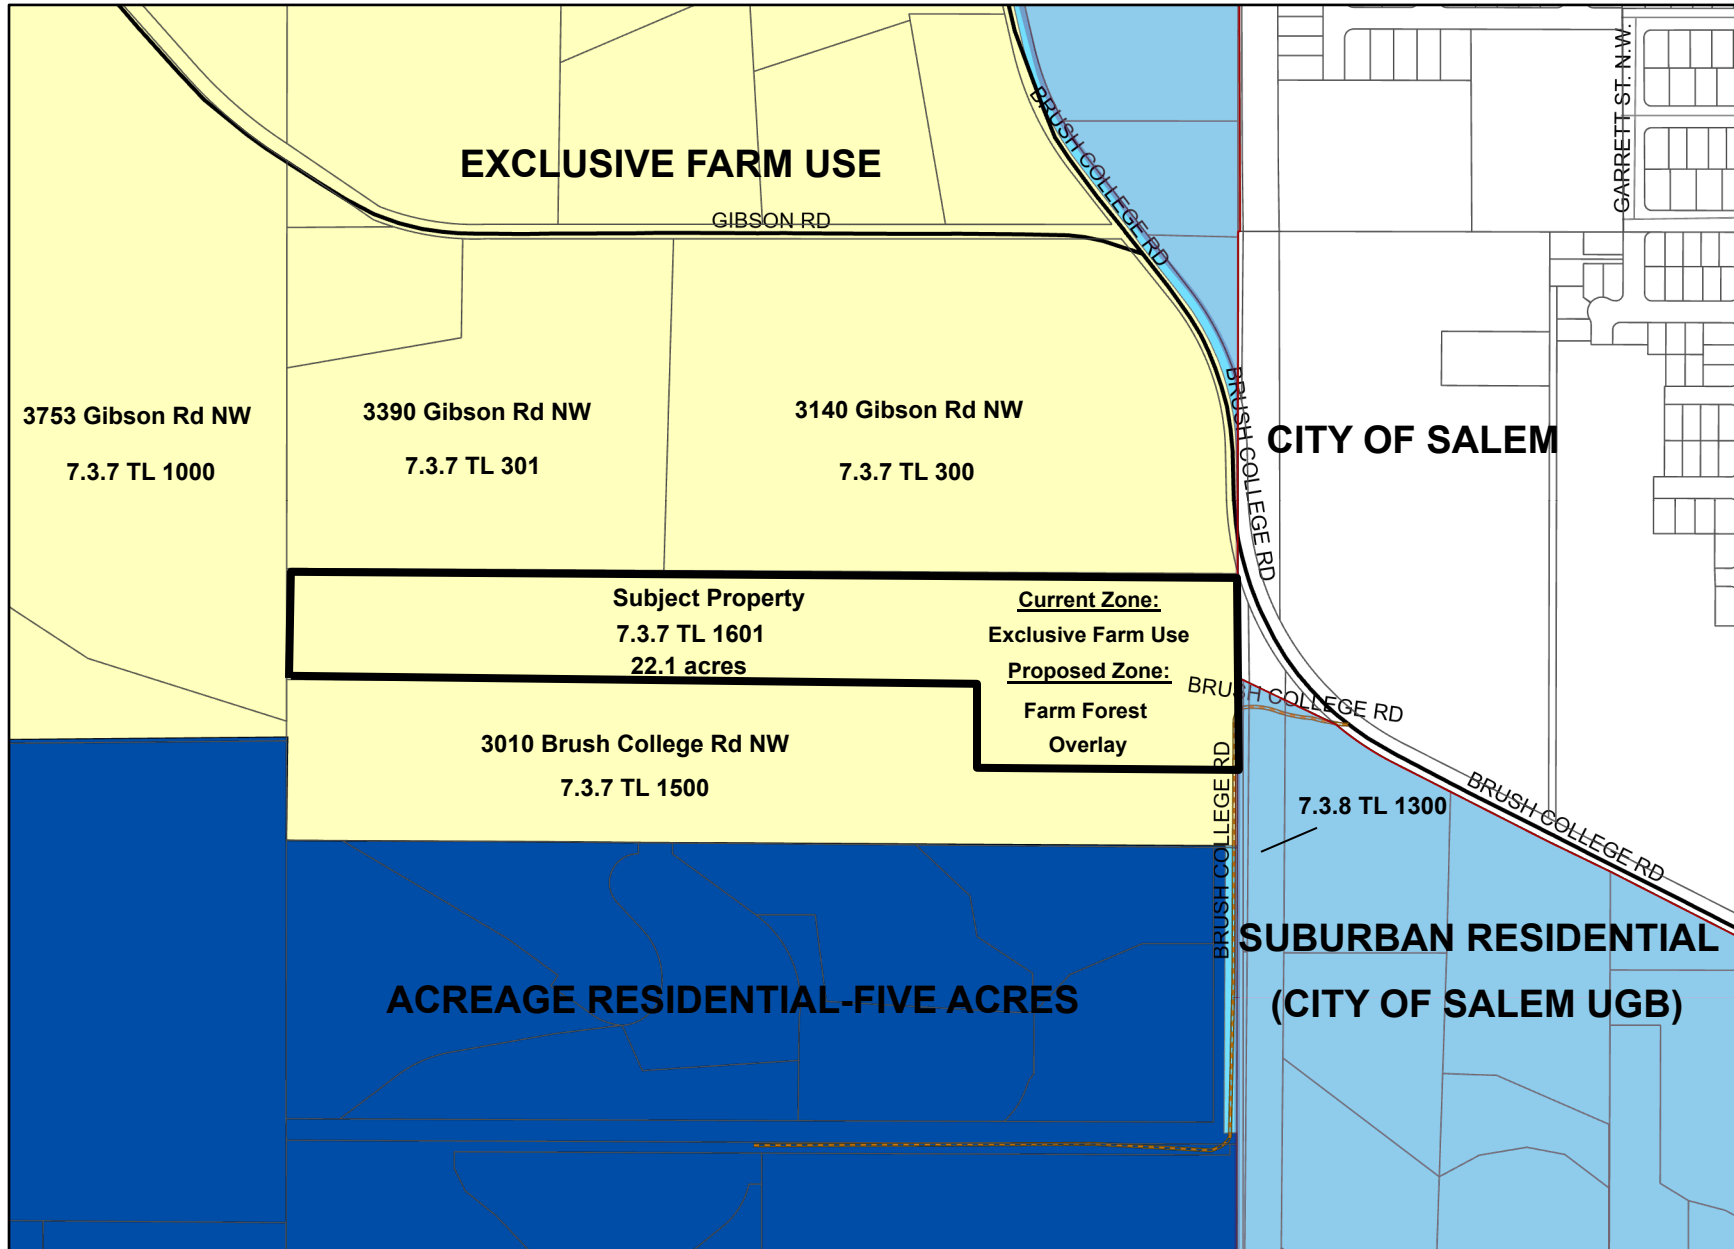 GARRETT ST. N.W.
BRUSH COLLEGE RD
EXCLUSIVE FARM USE
GIBSON RD
3753 Gibson Rd NW
7.3.7 TL 1000
3390 Gibson Rd NW
7.3.7 TL 301
3140 Gibson Rd NW
7.3.7 TL 300
BRUSH COLLEGE RD
CITY OF SALEM
Subject Property
7.3.7 TL 1601
22.1 acres
Current Zone:
Exclusive Farm Use
Proposed Zone:
Farm Forest
Overlay
BRUSH COLLEGE RD
3010 Brush College Rd NW
7.3.7 TL 1500
BRUSH COLLEGE RD
7.3.8 TL 1300
BRUSH COLLEGE RD
SUBURBAN RESIDENTIAL
(CITY OF SALEM UGB)
ACREAGE RESIDENTIAL-FIVE ACRES